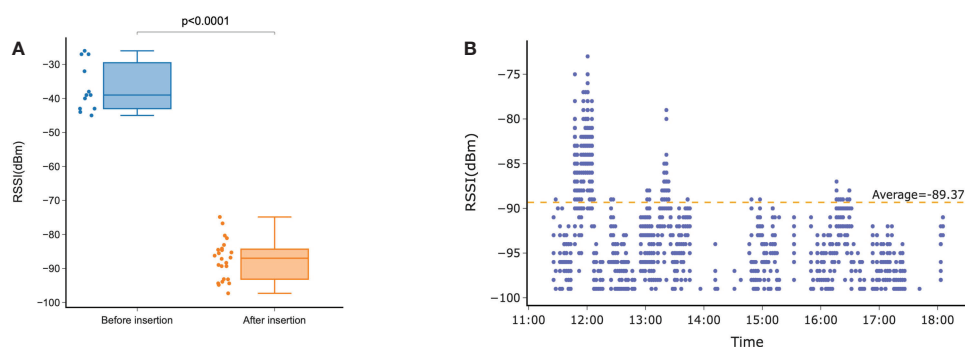 A
p<0.0001
RSSI(dBm)
−30
−40
−50
−60
−70
−80
−90
−100
Before insertion
After insertion
B
RSSI(dBm)
−75
−80
−85
−90
−95
−100
Average=-89.37
11:00 12:00 13:00 14:00 15:00 16:00 17:00 18:00
Time